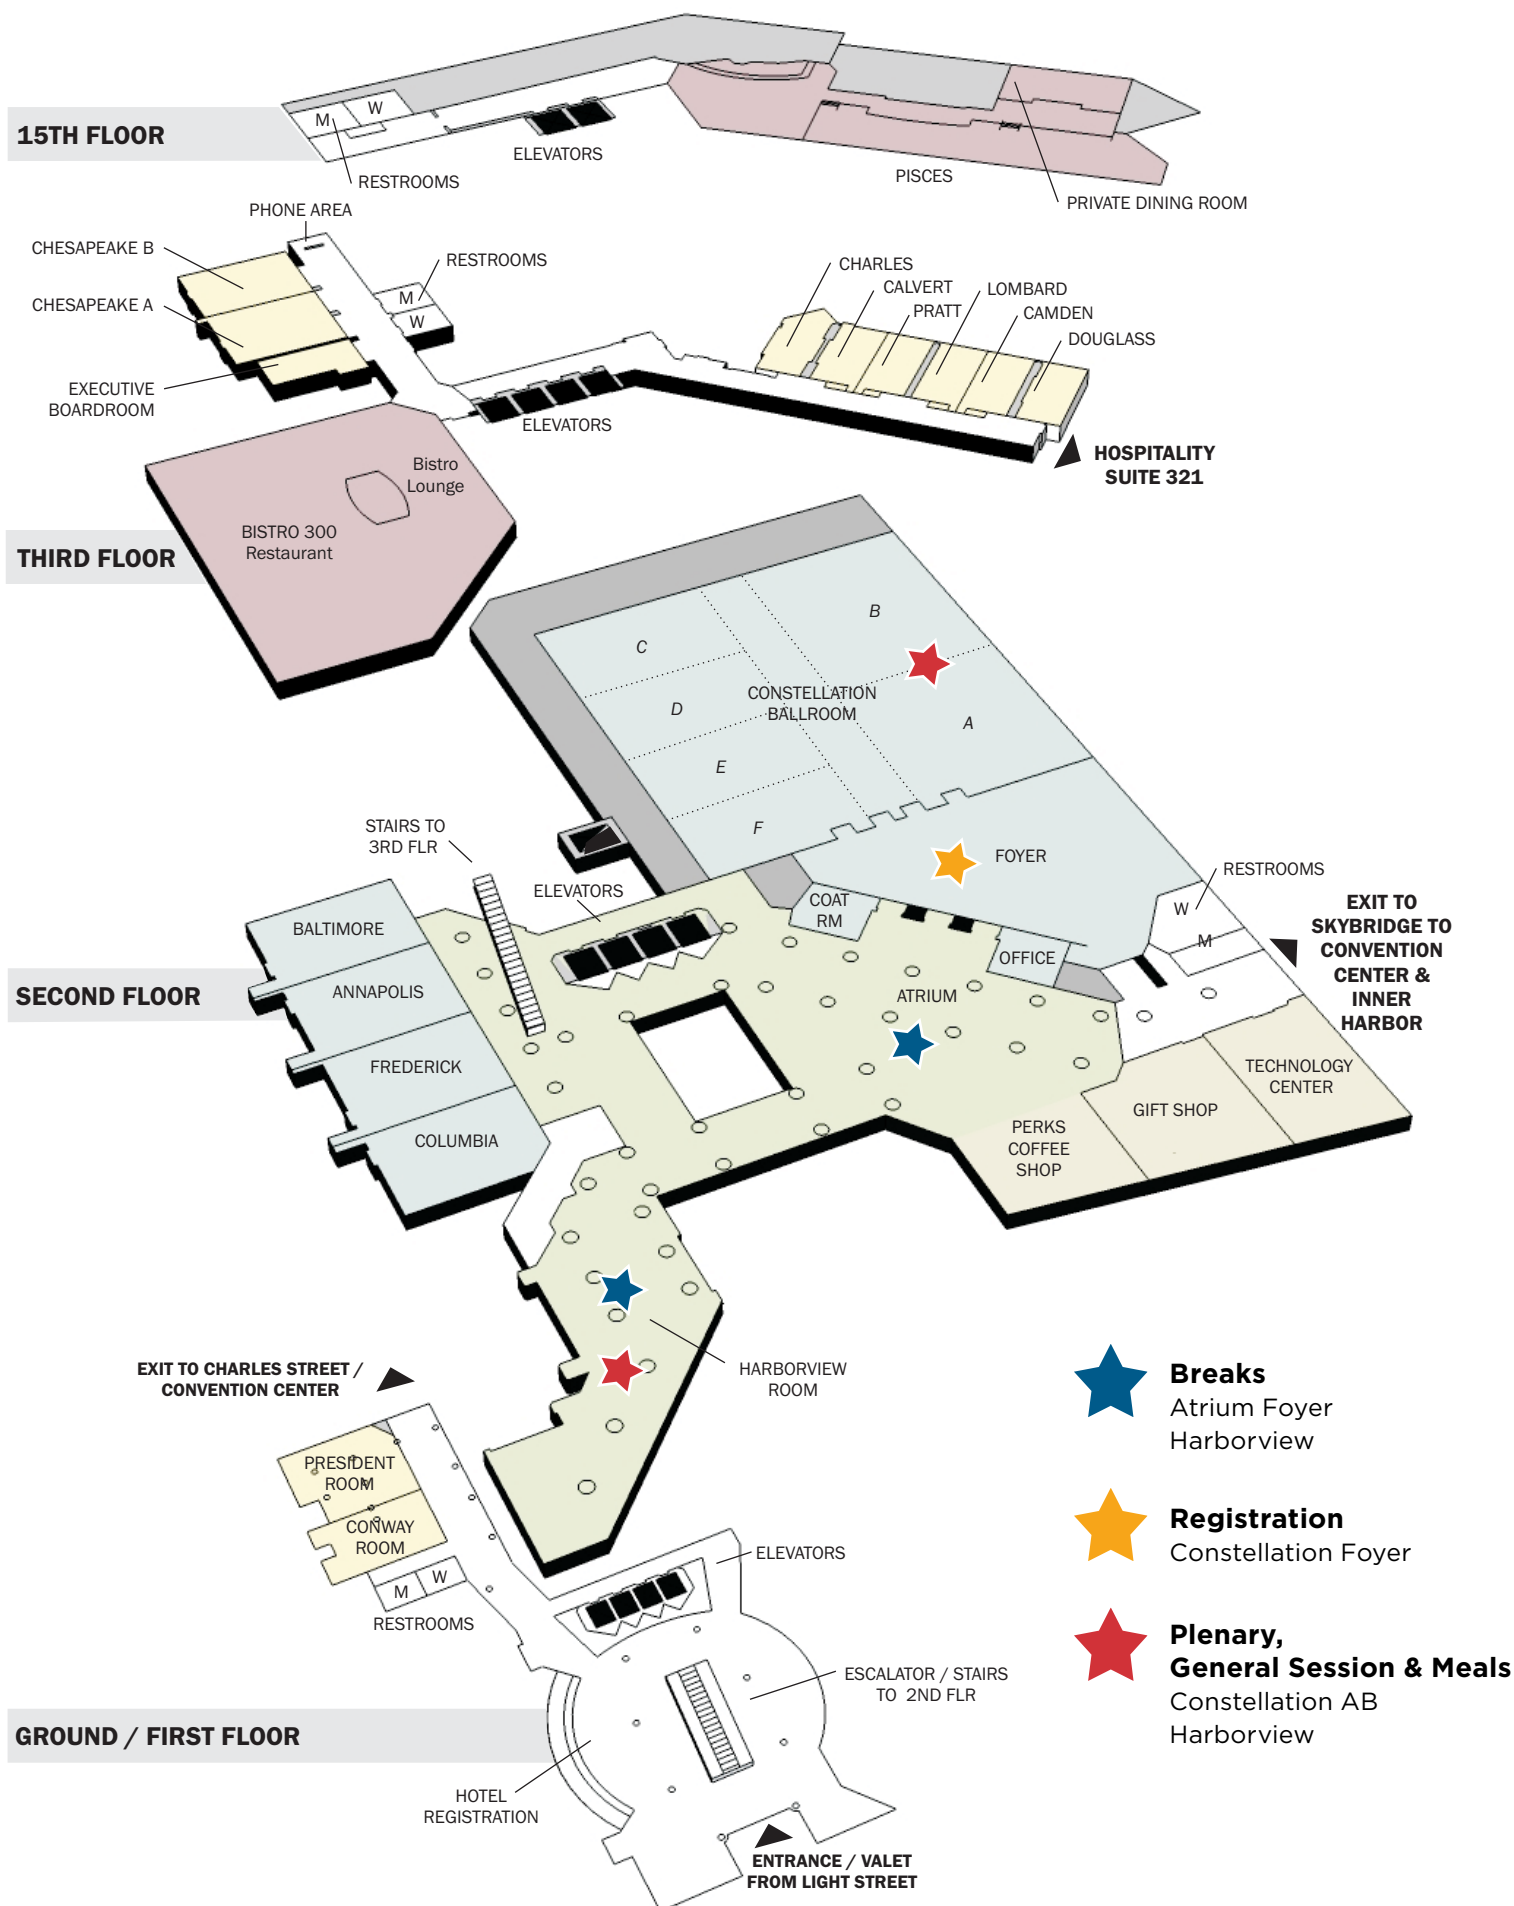 M
W
15TH FLOOR
ELEVATORS
RESTROOMS
PISCES
PRIVATE DINING ROOM
PHONE AREA
CHESAPEAKE B
RESTROOMS
CHESAPEAKE A
M
W
EXECUTIVE
BOARDROOM
CHARLES
CALVERT
PRATT
LOMBARD
CAMDEN
DOUGLASS
ELEVATORS
HOSPITALITY
SUITE 321
Bistro
Lounge
BISTRO 300
Restaurant
THIRD FLOOR
B
C
CONSTELLATION
BALLROOM
D
A
E
F
STAIRS TO
3RD FLR
ELEVATORS
FOYER
RESTROOMS
COAT
RM
W
M
EXIT TO
SKYBRIDGE TO
CONVENTION
CENTER &
INNER
HARBOR
BALTIMORE
OFFICE
SECOND FLOOR
ANNAPOLIS
ATRIUM
FREDERICK
TECHNOLOGY
CENTER
GIFT SHOP
COLUMBIA
PERKS
COFFEE
SHOP
EXIT TO CHARLES STREET /
CONVENTION CENTER
HARBORVIEW
ROOM
Breaks
Atrium Foyer
Harborview
PRESIDENT
ROOM
CONWAY
ROOM
Registration
Constellation Foyer
ELEVATORS
M
W
RESTROOMS
Plenary,
General Session & Meals
Constellation AB
Harborview
ESCALATOR / STAIRS
TO 2ND FLR
GROUND / FIRST FLOOR
HOTEL
REGISTRATION
ENTRANCE / VALET
FROM LIGHT STREET